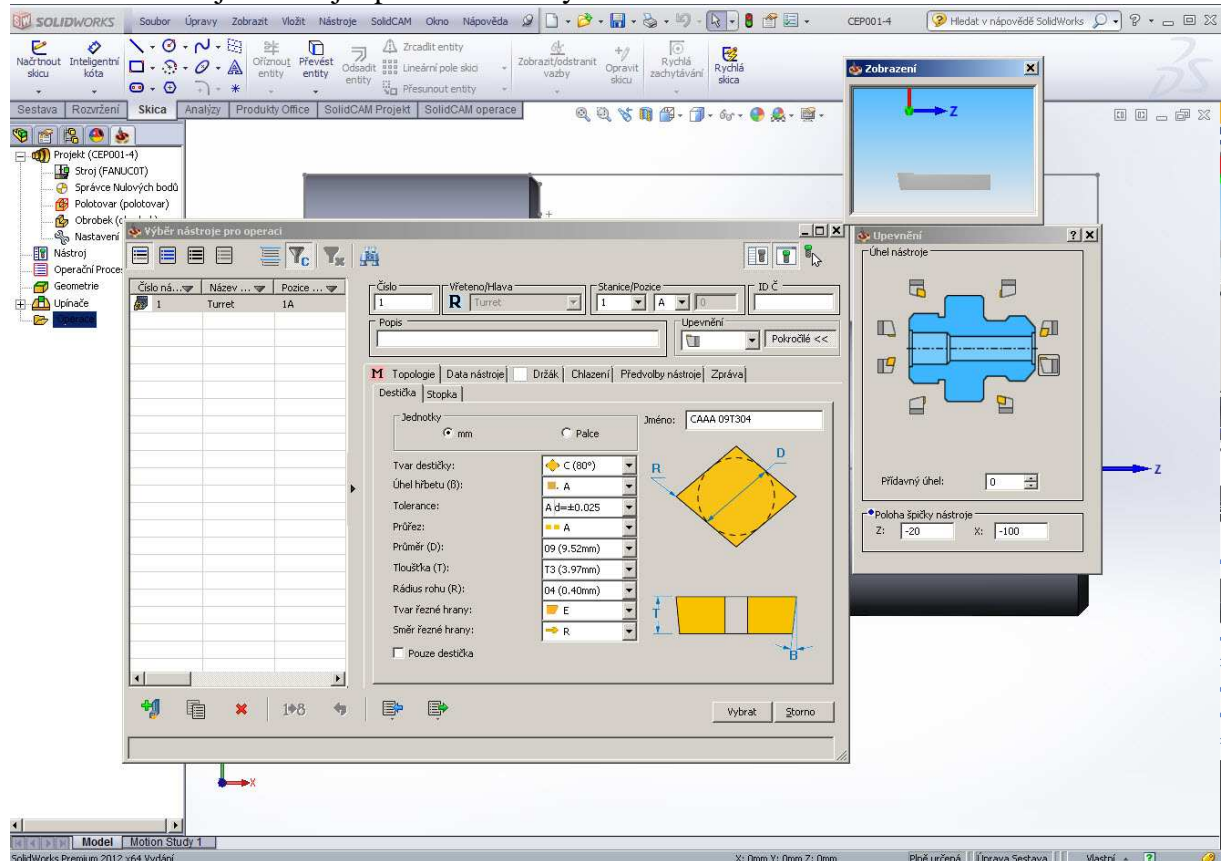 SOLIDWORKS
Soubor Úpravy Zobrazit Vložit Nástroje SolidCAM Okno Nápověda
CEP001-4
Hledat v nápovědě SolidWorks
Načrtnout skicu
Inteligentní kóta
Oříznout entity
Převést entity
Odsadit entity
Zrcadlit entity
Lineární pole skici
Přesunout entity
Zobrazit/odstranit vazby
Opravit skicu
Rychlá zachytávání
Rychlá skica
Sestava Rozvržení Skica Analýzy Produkty Office SolidCAM Projekt SolidCAM operace
Projekt (CEP001-4)
Stroj (FANUC0T)
Správce Nulových bodů
Polotovar (polotovar)
Obrobek
Nastavení
Nástroj
Operační Proce
Geometrie
Upínače
Operace
Zobrazení
Z
Výběr nástroje pro operaci
Číslo ná... Název ... Pozice ...
1 Turret 1A
Číslo
1
Vřeteno/Hlava
R Turret
Stanice/Pozice
1 A 0
ID Č
Popis
Upevnění
Pokročilé <<
M Topologie Data nástroje Držák Chlazení Předvolby nástroje Zpráva
Destička Stopka
Jednotky
mm Palce
Jméno: CAAA 09T304
Tvar destičky: C (80°)
Úhel hřbetu (ß): A
Tolerance: A d=±0.025
Průřez: A
Průměr (D): 09 (9.52mm)
Tloušťka (T): T3 (3.97mm)
Rádius rohu (R): 04 (0.40mm)
Tvar řezné hrany: E
Směr řezné hrany: R
Pouze destička
R
D
T
B
1 8
Vybrat Storno
Upevnění
Úhel nástroje
Přídavný úhel: 0
Poloha špičky nástroje
Z: -20 X: -100
Z
X
Model Motion Study 1
SolidWorks Premium 2012 x64 Vydání
X: 0mm Y: 0mm Z: 0mm
Plně určená
Úprava Sestava
Vlastní